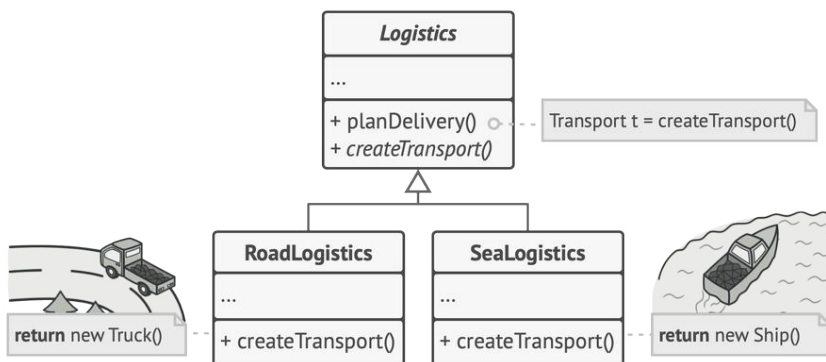 Logistics
...
+ planDelivery()
+ createTransport()
Transport t = createTransport()
RoadLogistics
...
+ createTransport()
SeaLogistics
...
+ createTransport()
return new Truck()
return new Ship()